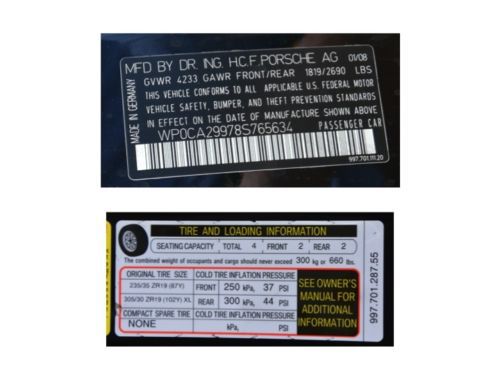 MFD BY DR. ING. H.C.F. PORSCHE AG 01/08
GVWR 4233 GAWR FRONT/REAR 1819/2690 LBS
THIS VEHICLE CONFORMS TO ALL APPLICABLE U.S. FEDERAL MOTOR
VEHICLE SAFETY, BUMPER, AND THEFT PREVENTION STANDARDS
IN EFFECT ON THE DATE OF MANUFACTURE SHOWN ABOVE
WP0CA29978S765634 PASSENGER CAR
MADE IN GERMANY
997.701.111.20
TIRE AND LOADING INFORMATION
SEATING CAPACITY TOTAL 4 FRONT 2 REAR 2
The combined weight of occupants and cargo should never exceed 300 kg or 660 lbs.
ORIGINAL TIRE SIZE COLD TIRE INFLATION PRESSURE
235/35 ZR19 (87Y) FRONT 250 kPa, 37 PSI
305/30 ZR19 (102Y) XL REAR 300 kPa, 44 PSI
COMPACT SPARE TIRE COLD TIRE INFLATION PRESSURE
NONE kPa, PSI
SEE OWNER'S
MANUAL FOR
ADDITIONAL
INFORMATION
997.701.287.55